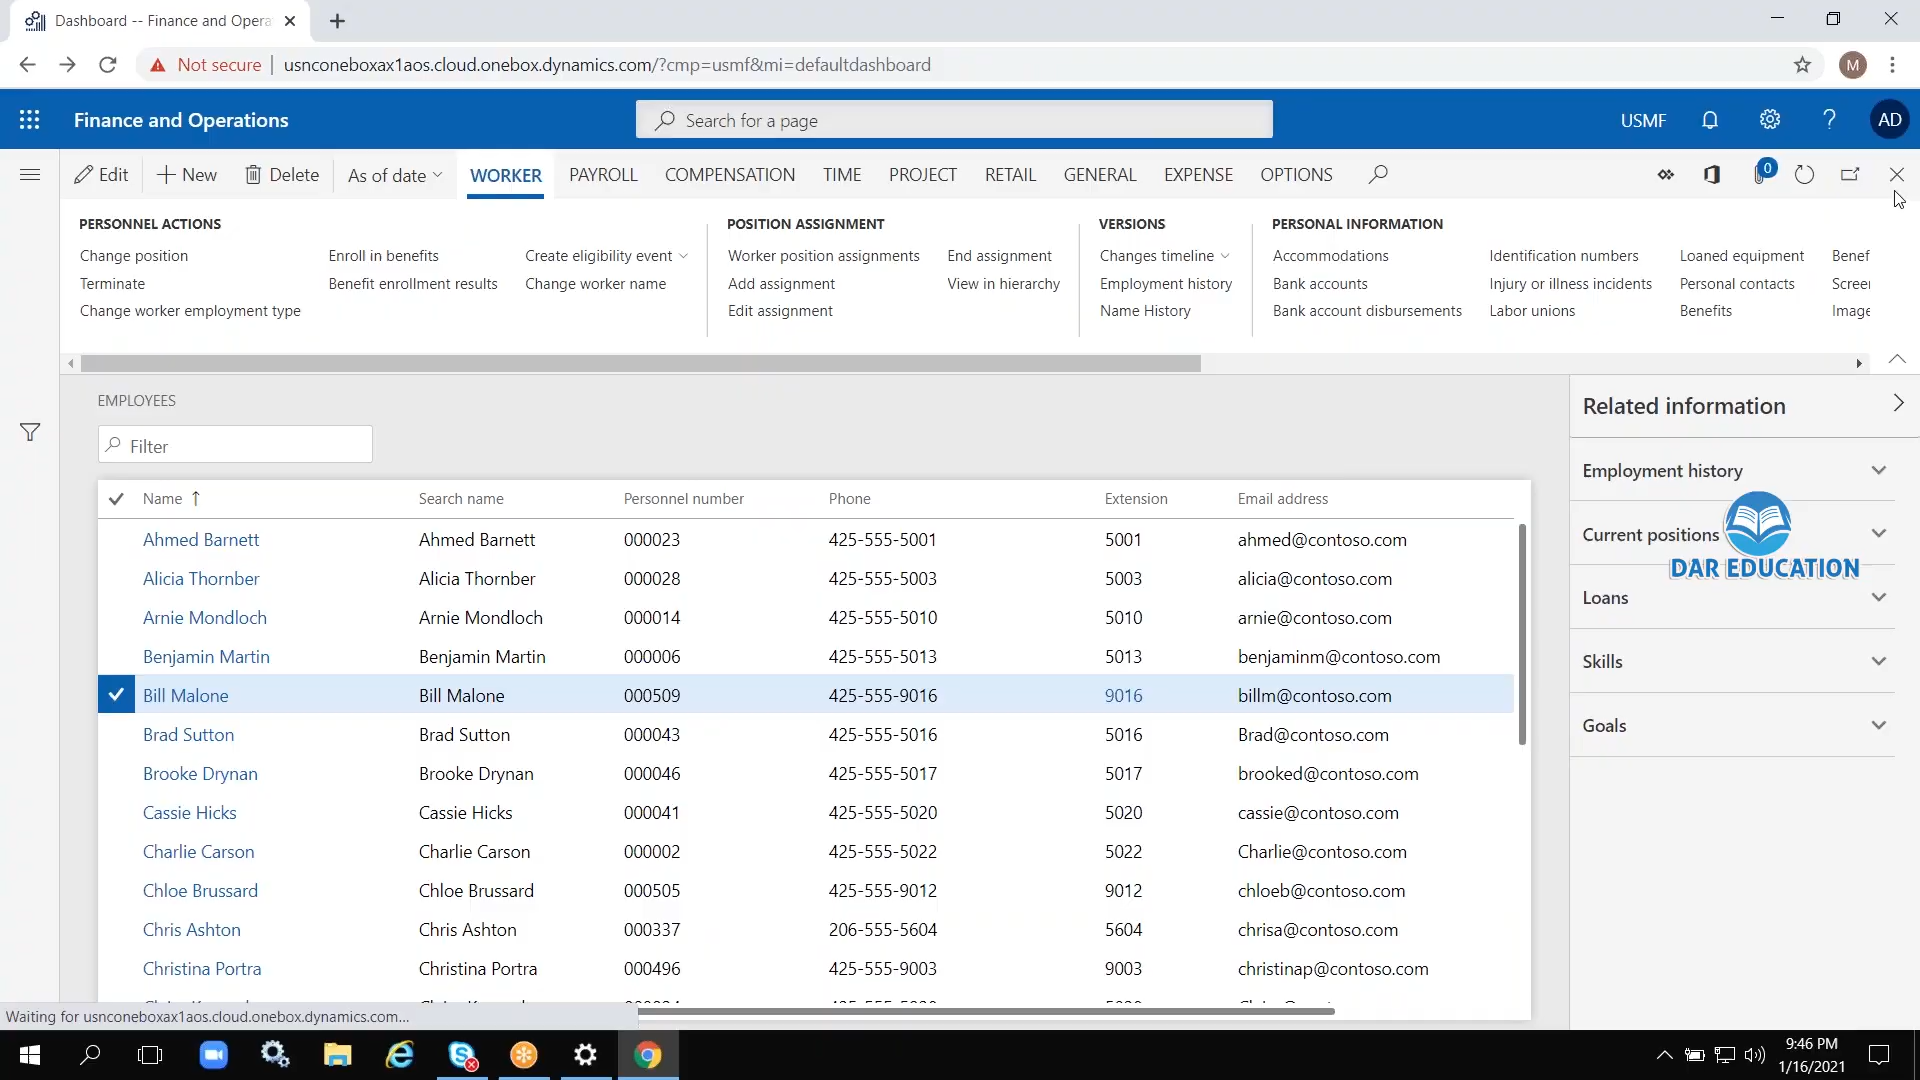 Dashboard -- Finance and Opera
Not secure | usnconeboxax1aos.cloud.onebox.dynamics.com/?cmp=usmf&mi=defaultdashboard
M
Finance and Operations
Search for a page
USMF
AD
Edit New Delete As of date WORKER PAYROLL COMPENSATION TIME PROJECT RETAIL GENERAL EXPENSE OPTIONS
0
PERSONNEL ACTIONS
Change position
Terminate
Change worker employment type
Enroll in benefits
Benefit enrollment results
Create eligibility event
Change worker name
POSITION ASSIGNMENT
Worker position assignments
Add assignment
Edit assignment
End assignment
View in hierarchy
VERSIONS
Changes timeline
Employment history
Name History
PERSONAL INFORMATION
Accommodations
Bank accounts
Bank account disbursements
Identification numbers
Injury or illness incidents
Labor unions
Loaned equipment
Personal contacts
Benefits
Benef
Scree
Image
EMPLOYEES
Filter
Name Search name Personnel number Phone Extension Email address
Ahmed Barnett Ahmed Barnett 000023 425-555-5001 5001 ahmed@contoso.com
Alicia Thornber Alicia Thornber 000028 425-555-5003 5003 alicia@contoso.com
Arnie Mondloch Arnie Mondloch 000014 425-555-5010 5010 arnie@contoso.com
Benjamin Martin Benjamin Martin 000006 425-555-5013 5013 benjaminm@contoso.com
Bill Malone Bill Malone 000509 425-555-9016 9016 billm@contoso.com
Brad Sutton Brad Sutton 000043 425-555-5016 5016 Brad@contoso.com
Brooke Drynan Brooke Drynan 000046 425-555-5017 5017 brooked@contoso.com
Cassie Hicks Cassie Hicks 000041 425-555-5020 5020 cassie@contoso.com
Charlie Carson Charlie Carson 000002 425-555-5022 5022 Charlie@contoso.com
Chloe Brussard Chloe Brussard 000505 425-555-9012 9012 chloeb@contoso.com
Chris Ashton Chris Ashton 000337 206-555-5604 5604 chrisa@contoso.com
Christina Portra Christina Portra 000496 425-555-9003 9003 christinap@contoso.com
Related information
Employment history
Current positions
DAR EDUCATION
Loans
Skills
Goals
Waiting for usnconeboxax1aos.cloud.onebox.dynamics.com...
9:46 PM
1/16/2021